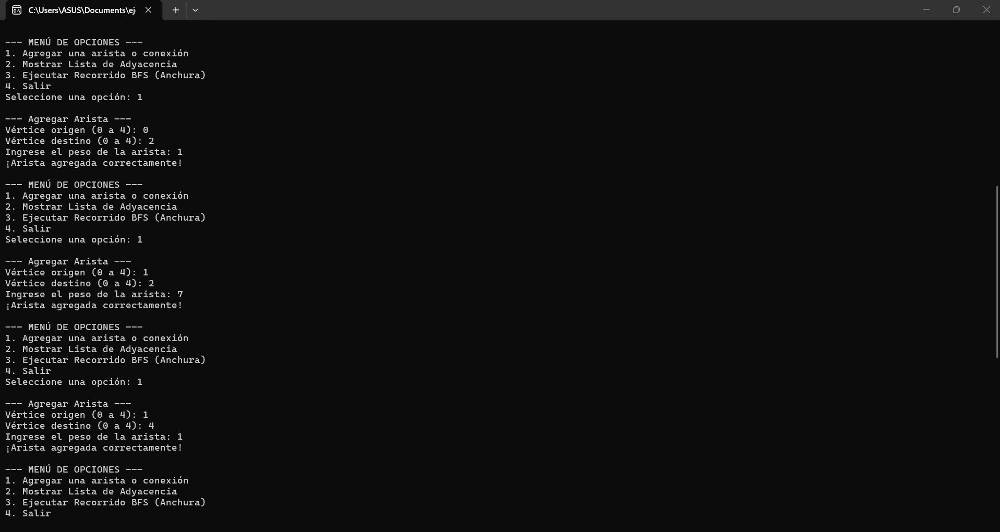 C:\Users\ASUS\Documents\ej
--- MENÚ DE OPCIONES ---
1. Agregar una arista o conexión
2. Mostrar Lista de Adyacencia
3. Ejecutar Recorrido BFS (Anchura)
4. Salir
Seleccione una opción: 1
--- Agregar Arista ---
Vértice origen (0 a 4): 0
Vértice destino (0 a 4): 2
Ingrese el peso de la arista: 1
¡Arista agregada correctamente!
--- MENÚ DE OPCIONES ---
1. Agregar una arista o conexión
2. Mostrar Lista de Adyacencia
3. Ejecutar Recorrido BFS (Anchura)
4. Salir
Seleccione una opción: 1
--- Agregar Arista ---
Vértice origen (0 a 4): 1
Vértice destino (0 a 4): 2
Ingrese el peso de la arista: 7
¡Arista agregada correctamente!
--- MENÚ DE OPCIONES ---
1. Agregar una arista o conexión
2. Mostrar Lista de Adyacencia
3. Ejecutar Recorrido BFS (Anchura)
4. Salir
Seleccione una opción: 1
--- Agregar Arista ---
Vértice origen (0 a 4): 1
Vértice destino (0 a 4): 4
Ingrese el peso de la arista: 1
¡Arista agregada correctamente!
--- MENÚ DE OPCIONES ---
1. Agregar una arista o conexión
2. Mostrar Lista de Adyacencia
3. Ejecutar Recorrido BFS (Anchura)
4. Salir